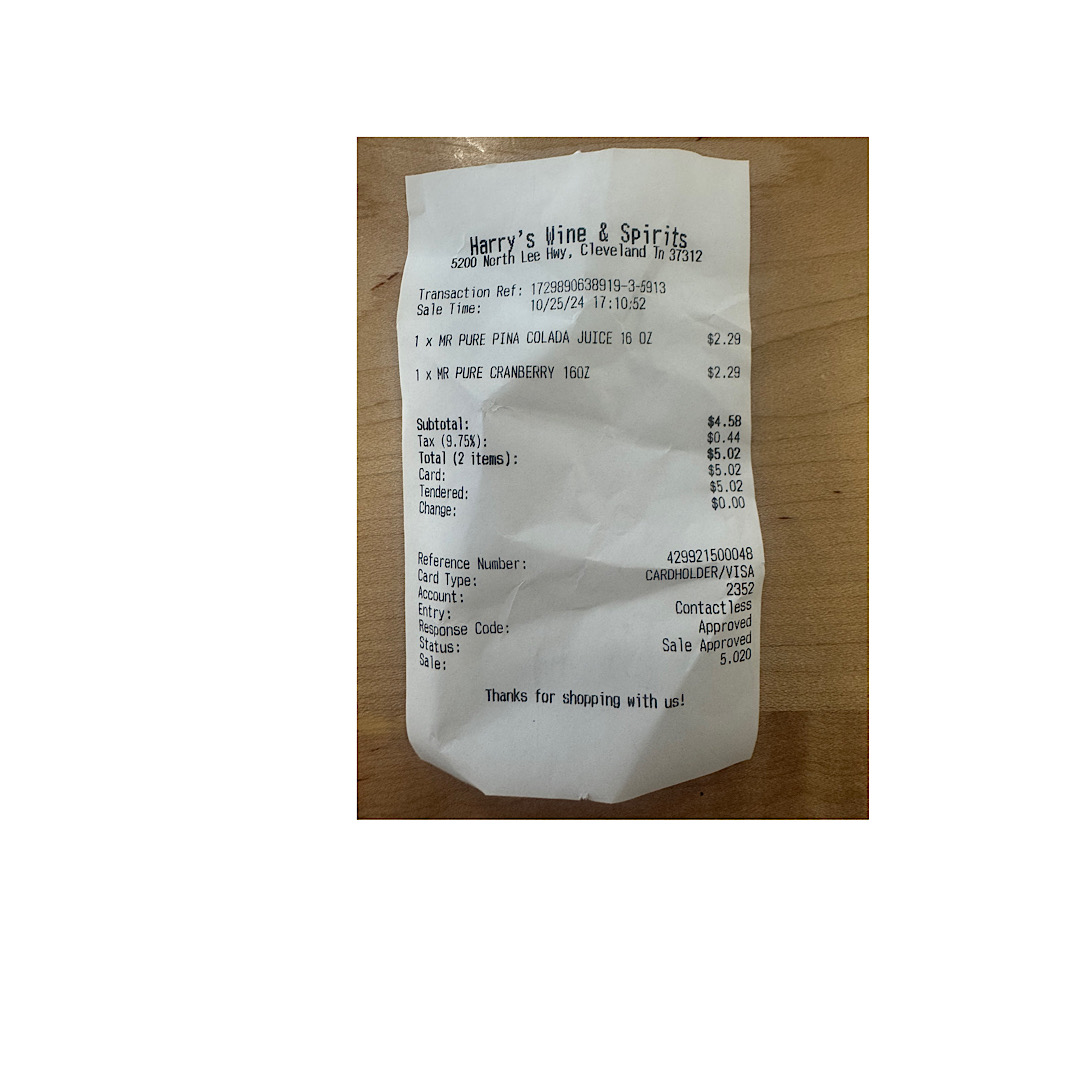 Harry's Wine & Spirits
5200 North Lee Hwy, Cleveland Tn 37312
Transaction Ref: 1729890638919-3-5913
Sale Time: 10/25/24 17:10:52
1 x MR PURE PINA COLADA JUICE 16 OZ $2.29
1 x MR PURE CRANBERRY 16OZ $2.29
Subtotal: $4.58
Tax (9.75%): $0.44
Total (2 items): $5.02
Card: $5.02
Tendered: $5.02
Change: $0.00
Reference Number: 429921500048
Card Type: CARDHOLDER/VISA
Account: 2352
Entry: Contactless
Response Code: Approved
Status: Sale Approved
Sale: 5.020
Thanks for shopping with us!